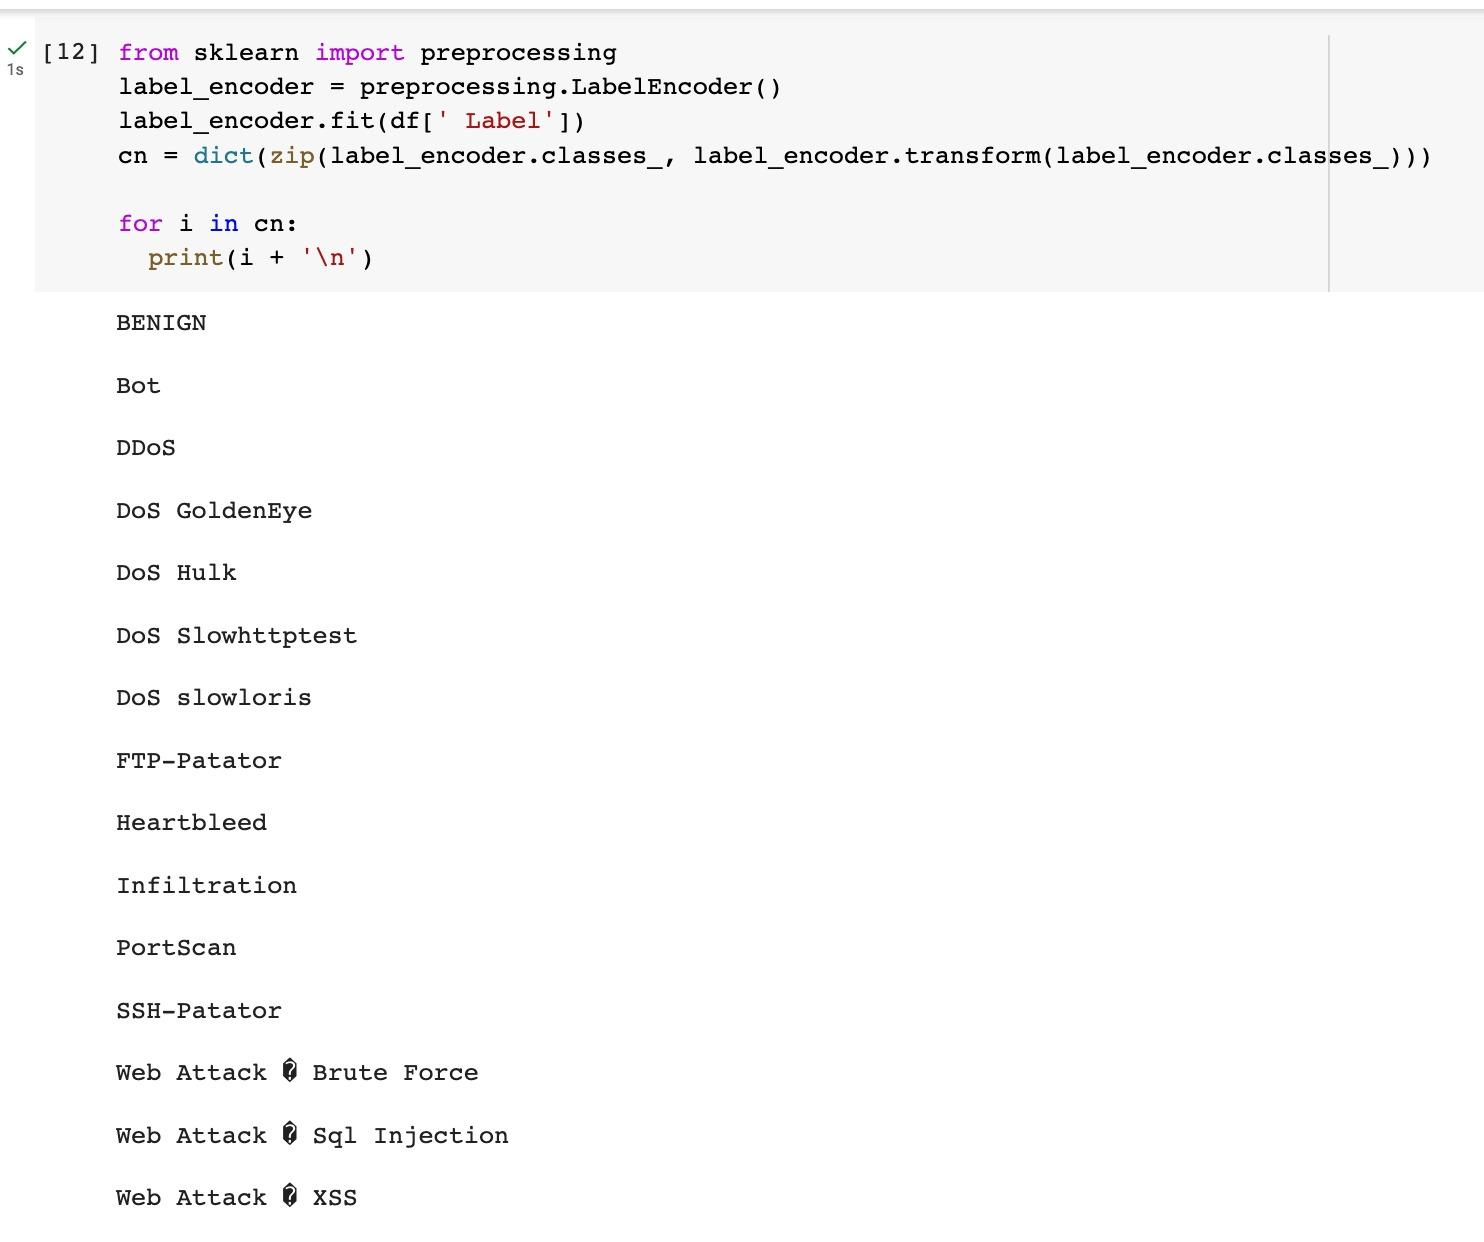 [12] from sklearn import preprocessing
1s
label_encoder = preprocessing.LabelEncoder()
label_encoder.fit(df[' Label'])
cn = dict(zip(label_encoder.classes_, label_encoder.transform(label_encoder.classes_)))
for i in cn:
  print(i + '\n')
BENIGN
Bot
DDoS
DoS GoldenEye
DoS Hulk
DoS Slowhttptest
DoS slowloris
FTP-Patator
Heartbleed
Infiltration
PortScan
SSH-Patator
Web Attack � Brute Force
Web Attack � Sql Injection
Web Attack � XSS